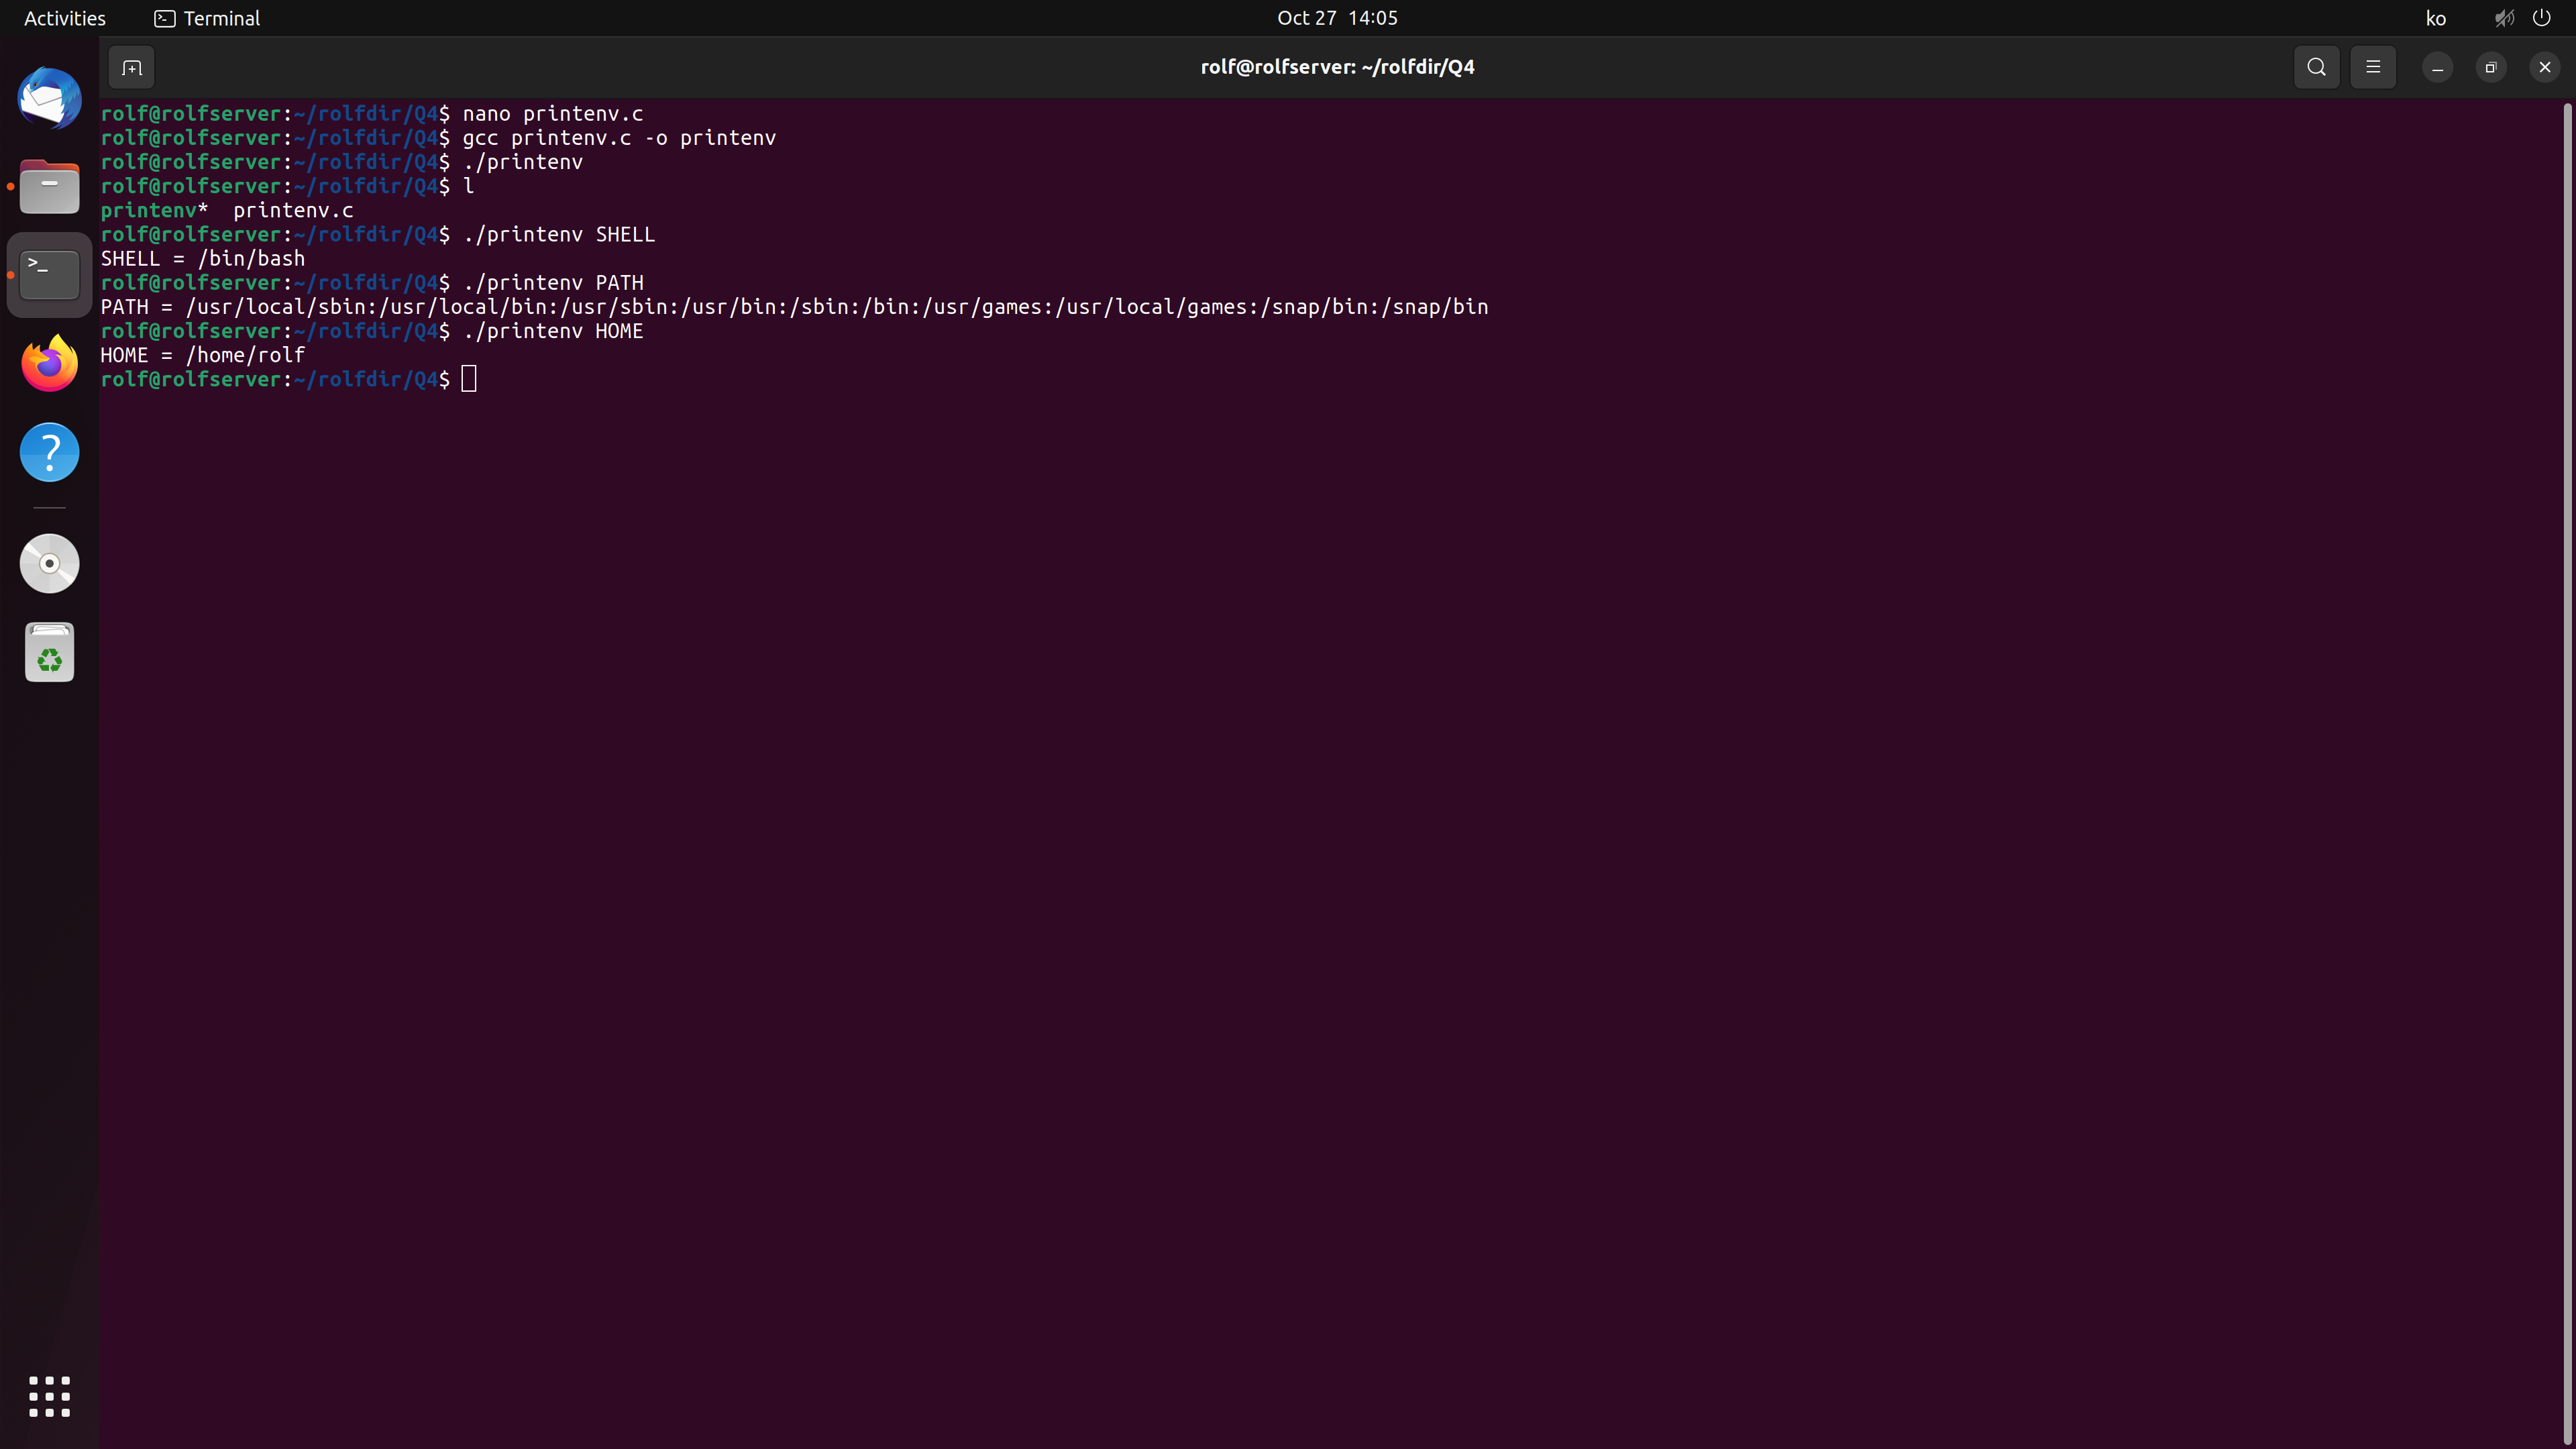 Activities Terminal Oct 27 14:05 ko
rolf@rolfserver: ~/rolfdir/Q4
rolf@rolfserver:~/rolfdir/Q4$ nano printenv.c
rolf@rolfserver:~/rolfdir/Q4$ gcc printenv.c -o printenv
rolf@rolfserver:~/rolfdir/Q4$ ./printenv
rolf@rolfserver:~/rolfdir/Q4$ l
printenv*  printenv.c
rolf@rolfserver:~/rolfdir/Q4$ ./printenv SHELL
SHELL = /bin/bash
rolf@rolfserver:~/rolfdir/Q4$ ./printenv PATH
PATH = /usr/local/sbin:/usr/local/bin:/usr/sbin:/usr/bin:/sbin:/bin:/usr/games:/usr/local/games:/snap/bin:/snap/bin
rolf@rolfserver:~/rolfdir/Q4$ ./printenv HOME
HOME = /home/rolf
rolf@rolfserver:~/rolfdir/Q4$